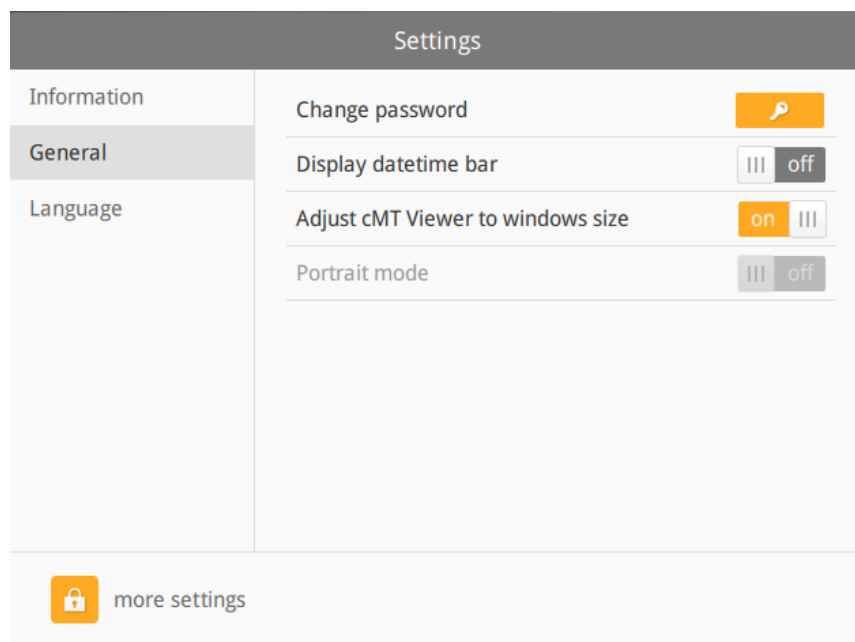 Settings
Information
General
Language
Change password
Display datetime bar
off
Adjust cMT Viewer to windows size
on
Portrait mode
off
more settings